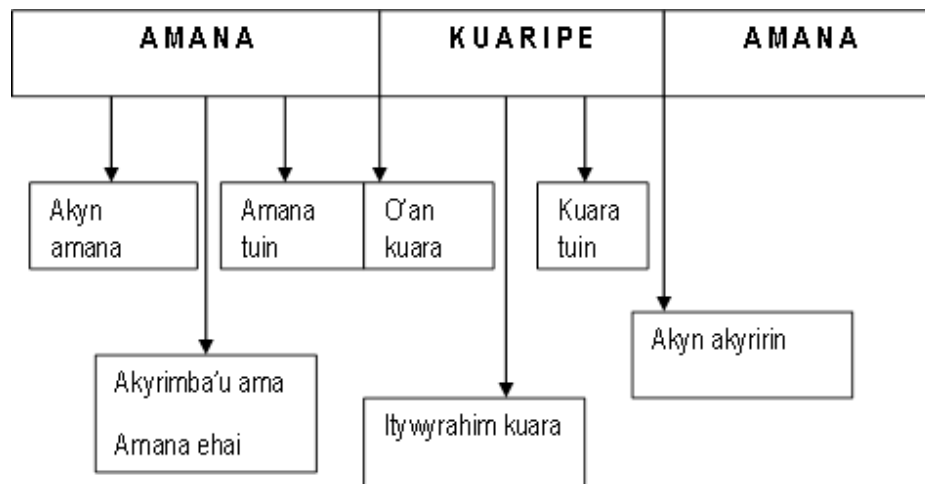 AMANA KUARIPE AMANA
Akyn
amana
Amana
tuin
O'an
kuara
Kuara
tuin
Akyn akyririn
Akyrimba'u ama
Amana ehai
Itywyrahim kuara